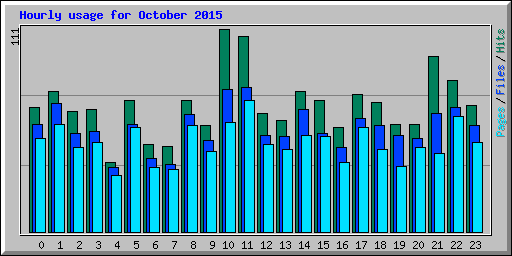 Hourly usage for October 2015
111
Pages/Files/Hits
0 1 2 3 4 5 6 7 8 9 10 11 12 13 14 15 16 17 18 19 20 21 22 23